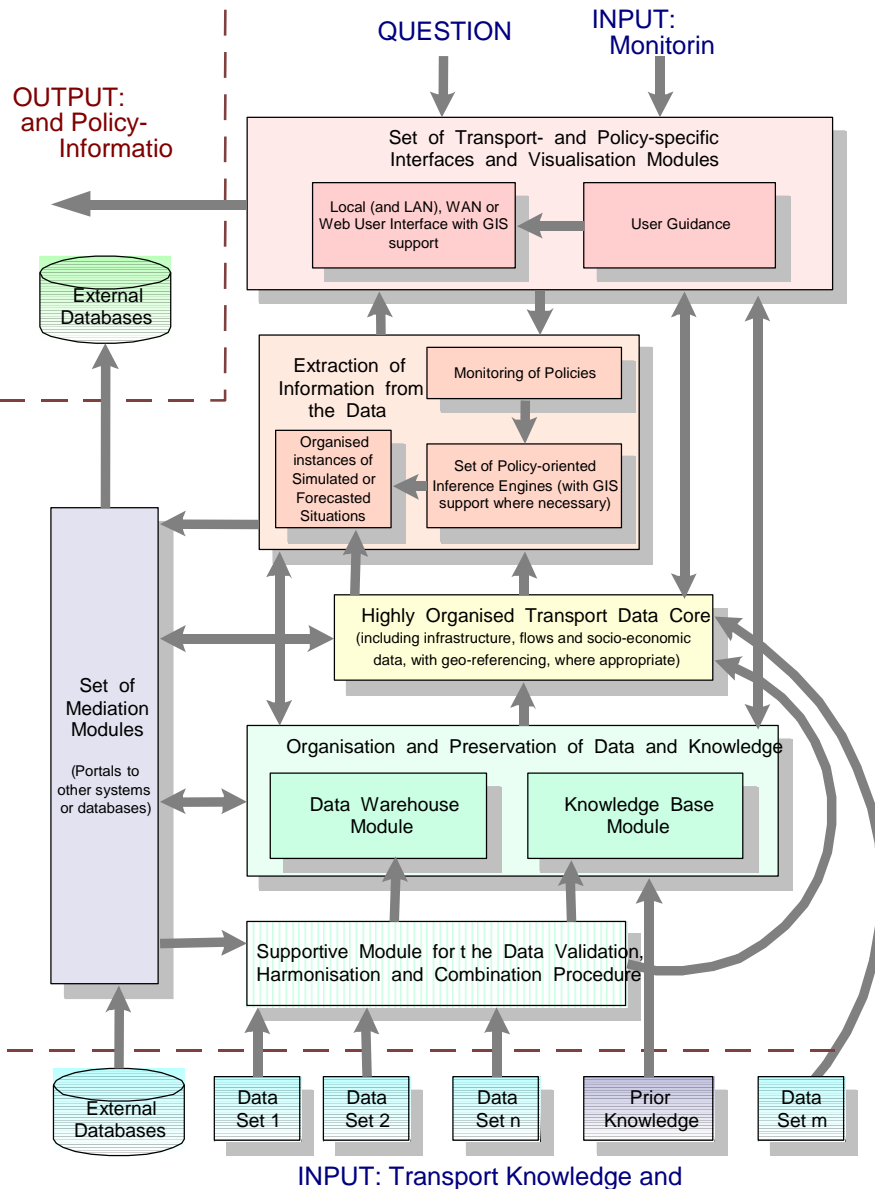 QUESTION
INPUT:
Monitorin
OUTPUT:
and Policy-
Informatio
Set of Transport- and Policy-specific
Interfaces and Visualisation Modules
Local (and LAN), WAN or
Web User Interface with GIS
support
User Guidance
External
Databases
Extraction of
Information from
the Data
Monitoring of Policies
Organised
instances of
Simulated or
Forecasted
Situations
Set of Policy-oriented
Inference Engines (with GIS
support where necessary)
Highly Organised Transport Data Core
(including infrastructure, flows and socio-economic
data, with geo-referencing, where appropriate)
Set of
Mediation
Modules
(Portals to
other systems
or databases)
Organisation and Preservation of Data and Knowledge
Data Warehouse
Module
Knowledge Base
Module
Supportive Module for t he Data Validation,
Harmonisation and Combination Procedure
External
Databases
Data
Set 1
Data
Set 2
Data
Set n
Prior
Knowledge
Data
Set m
INPUT: Transport Knowledge and